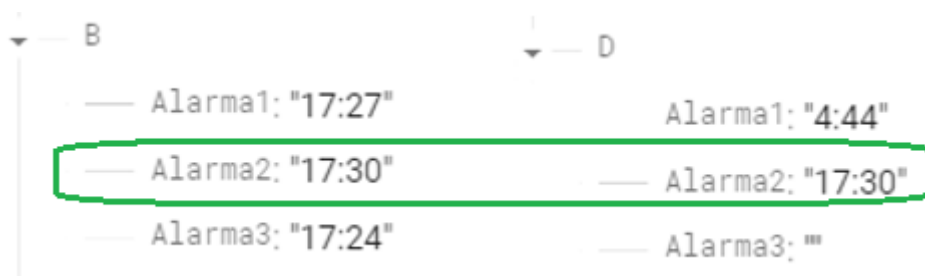 B
Alarma1: "17:27"
Alarma2: "17:30"
Alarma3: "17:24"
D
Alarma1: "4:44"
Alarma2: "17:30"
Alarma3: ""